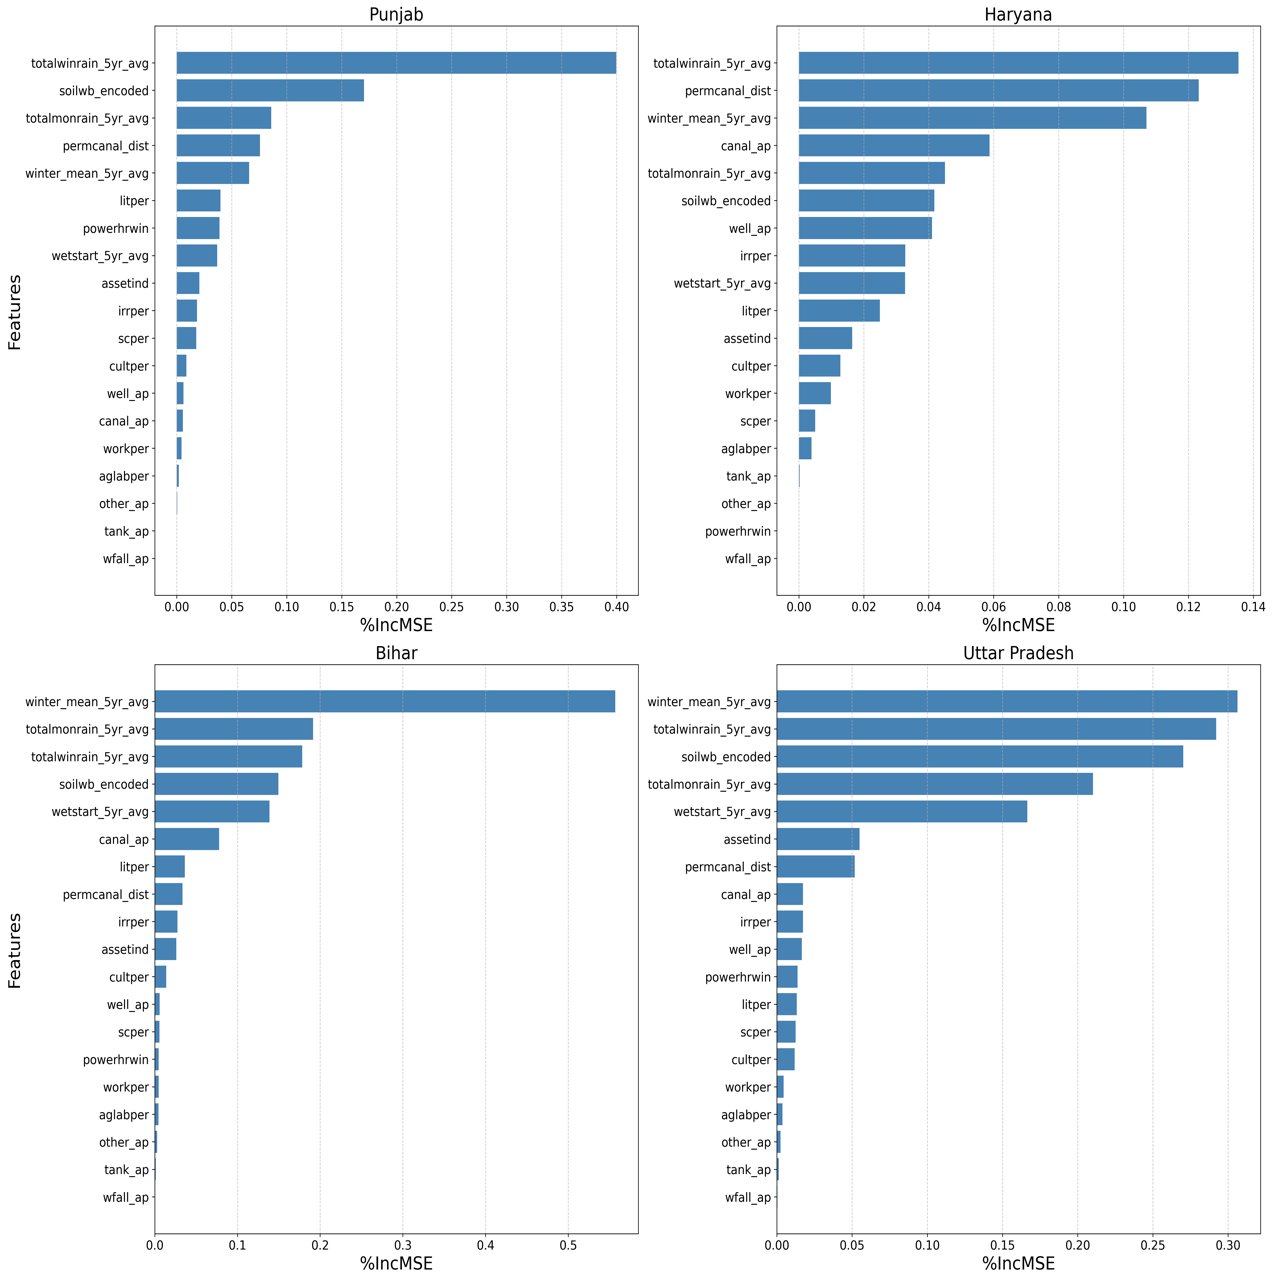 Punjab
totalwinrain_5yr_avg
soilwb_encoded
totalmonrain_5yr_avg
permcanal_dist
winter_mean_5yr_avg
litper
powerhrwin
wetstart_5yr_avg
assetind
irrper
scper
cultper
well_ap
canal_ap
workper
aglabper
other_ap
tank_ap
wfall_ap
Features
0.00 0.05 0.10 0.15 0.20 0.25 0.30 0.35 0.40
%IncMSE
Haryana
totalwinrain_5yr_avg
permcanal_dist
winter_mean_5yr_avg
canal_ap
totalmonrain_5yr_avg
soilwb_encoded
well_ap
irrper
wetstart_5yr_avg
litper
assetind
cultper
workper
scper
aglabper
tank_ap
other_ap
powerhrwin
wfall_ap
0.00 0.02 0.04 0.06 0.08 0.10 0.12 0.14
%IncMSE
Bihar
winter_mean_5yr_avg
totalmonrain_5yr_avg
totalwinrain_5yr_avg
soilwb_encoded
wetstart_5yr_avg
canal_ap
litper
permcanal_dist
irrper
assetind
cultper
well_ap
scper
powerhrwin
workper
aglabper
other_ap
tank_ap
wfall_ap
Features
0.0 0.1 0.2 0.3 0.4 0.5
%IncMSE
Uttar Pradesh
winter_mean_5yr_avg
totalwinrain_5yr_avg
soilwb_encoded
totalmonrain_5yr_avg
wetstart_5yr_avg
assetind
permcanal_dist
canal_ap
irrper
well_ap
powerhrwin
litper
scper
cultper
workper
aglabper
other_ap
tank_ap
wfall_ap
0.00 0.05 0.10 0.15 0.20 0.25 0.30
%IncMSE